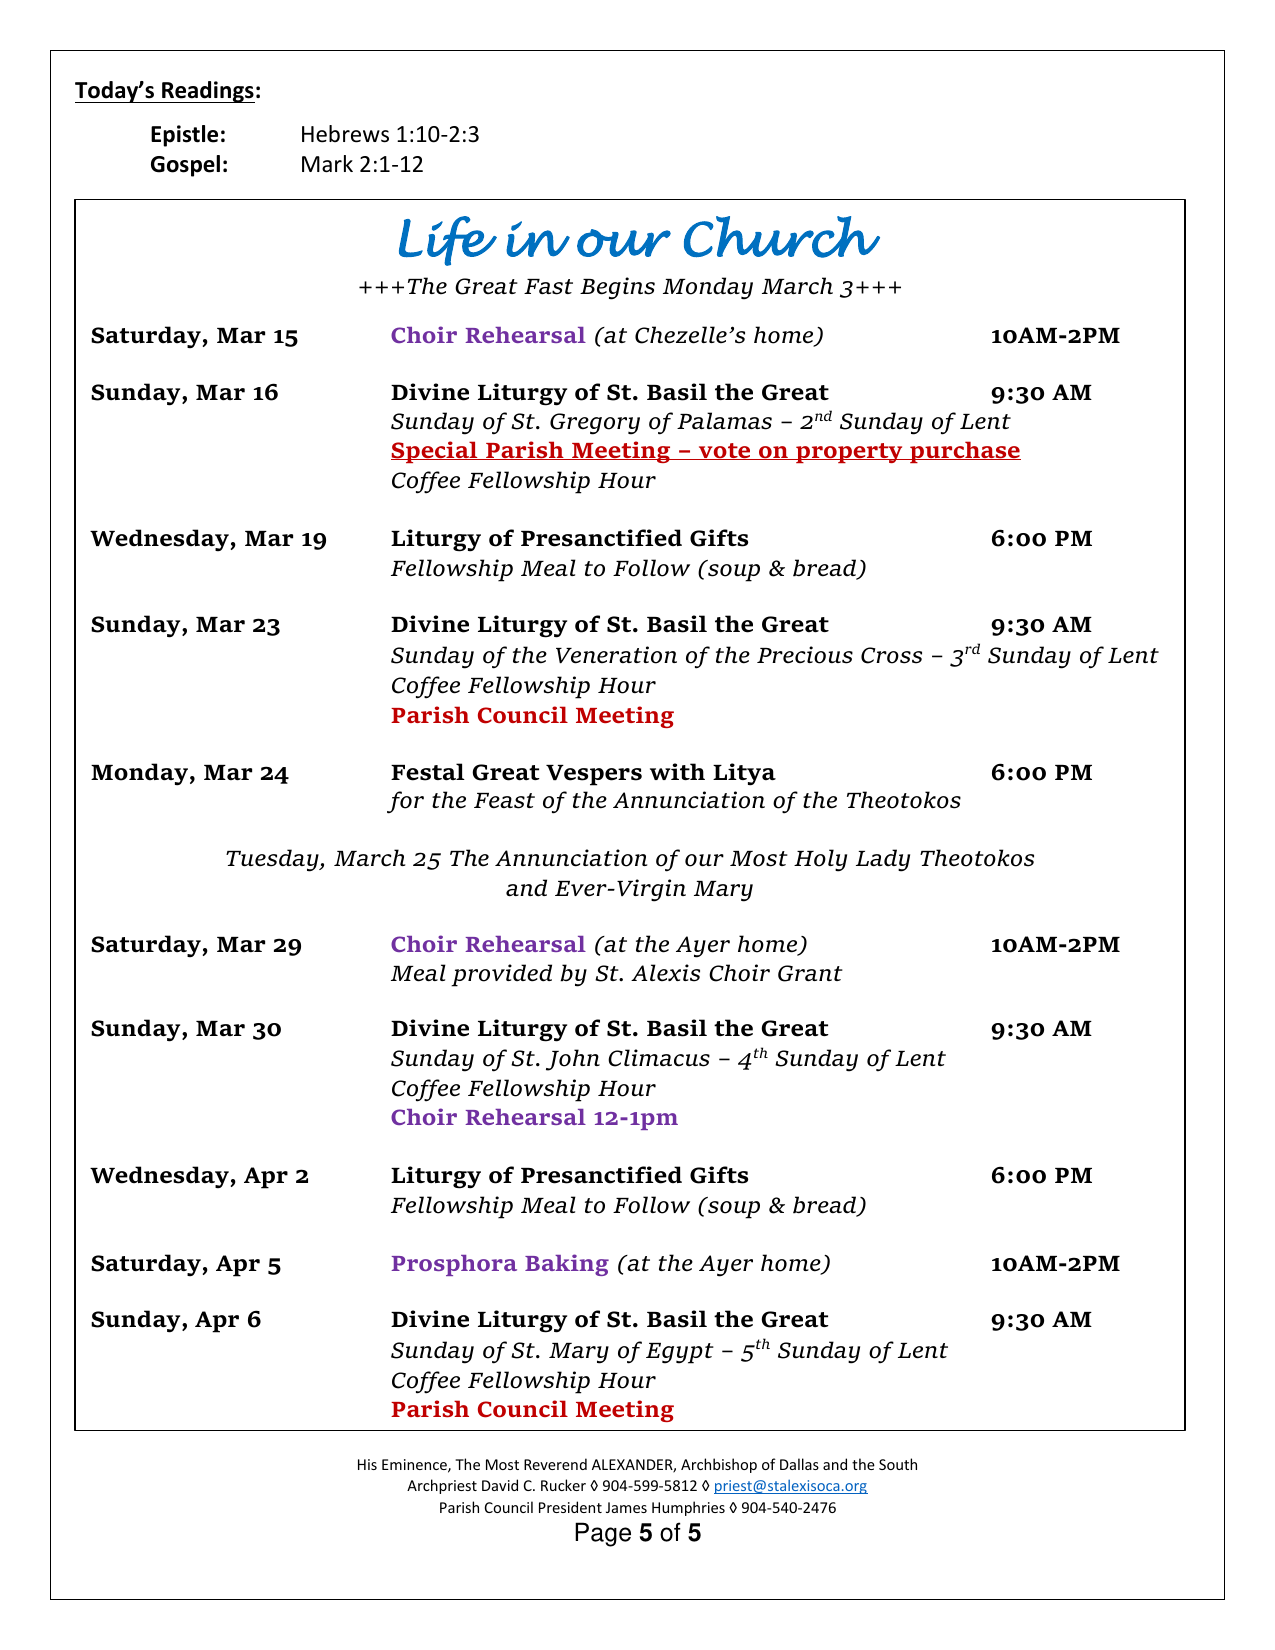 Today’s Readings:
Epistle: Hebrews 1:10-2:3
Gospel: Mark 2:1-12
Life in our Church
+++The Great Fast Begins Monday March 3+++
Saturday, Mar 15 Choir Rehearsal (at Chezelle’s home) 10AM-2PM
Sunday, Mar 16 Divine Liturgy of St. Basil the Great 9:30 AM
Sunday of St. Gregory of Palamas – 2nd Sunday of Lent
Special Parish Meeting – vote on property purchase
Coffee Fellowship Hour
Wednesday, Mar 19 Liturgy of Presanctified Gifts 6:00 PM
Fellowship Meal to Follow (soup & bread)
Sunday, Mar 23 Divine Liturgy of St. Basil the Great 9:30 AM
Sunday of the Veneration of the Precious Cross – 3rd Sunday of Lent
Coffee Fellowship Hour
Parish Council Meeting
Monday, Mar 24 Festal Great Vespers with Litya 6:00 PM
for the Feast of the Annunciation of the Theotokos
Tuesday, March 25 The Annunciation of our Most Holy Lady Theotokos
and Ever-Virgin Mary
Saturday, Mar 29 Choir Rehearsal (at the Ayer home) 10AM-2PM
Meal provided by St. Alexis Choir Grant
Sunday, Mar 30 Divine Liturgy of St. Basil the Great 9:30 AM
Sunday of St. John Climacus – 4th Sunday of Lent
Coffee Fellowship Hour
Choir Rehearsal 12-1pm
Wednesday, Apr 2 Liturgy of Presanctified Gifts 6:00 PM
Fellowship Meal to Follow (soup & bread)
Saturday, Apr 5 Prosphora Baking (at the Ayer home) 10AM-2PM
Sunday, Apr 6 Divine Liturgy of St. Basil the Great 9:30 AM
Sunday of St. Mary of Egypt – 5th Sunday of Lent
Coffee Fellowship Hour
Parish Council Meeting
His Eminence, The Most Reverend ALEXANDER, Archbishop of Dallas and the South
Archpriest David C. Rucker ◊ 904-599-5812 ◊ priest@stalexisoca.org
Parish Council President James Humphries ◊ 904-540-2476
Page 5 of 5